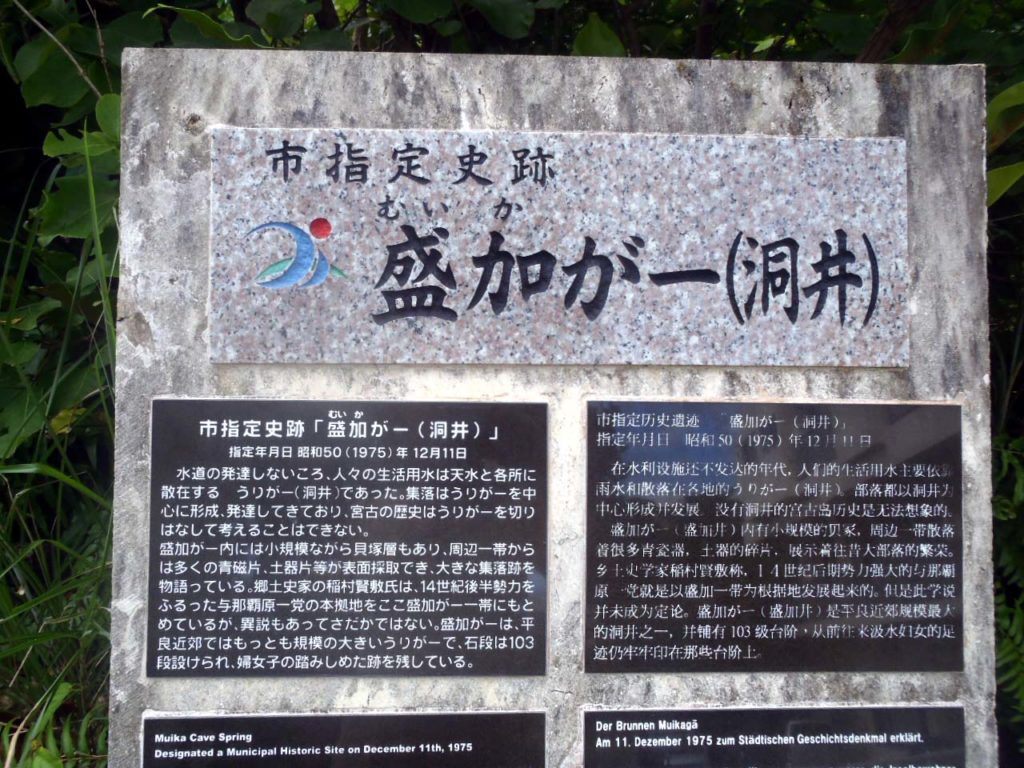 市指定史跡
むいか
盛加がー(洞井)
むいか
市指定史跡「盛加がー(洞井)」
指定年月日 昭和50(1975)年12月11日
水道の発達しないころ、人々の生活用水は天水と各所に
散在する うりがー(洞井)であった。集落はうりがーを中
心に形成、発達してきており、宮古の歴史はうりがーを切り
はなして考えることはできない。
盛加がー内には小規模ながら貝塚層もあり、周辺一帯から
は多くの青磁片、土器片等が表面採取でき、大きな集落跡を
物語っている。郷土史家の稲村賢敷氏は、14世紀後半勢力を
ふるった与那覇原一党の本拠地をここ盛加がー一帯にもと
めているが、異説もあってさだかではない。盛加がーは、平
良近郊ではもっとも規模の大きいうりがーで、石段は103
段設けられ、婦女子の踏みしめた跡を残している。
市指定历史遗迹 「盛加がー(洞井)」
指定年月日 昭和50(1975)年12月11日
在水利设施还不发达的年代,人们的生活用水主要依靠
雨水和散落在各地的うりがー(洞井)。部落都以洞井为
中心形成并发展。没有洞井的宫古岛历史是无法想象的。
盛加がー(盛加井)内有小规模的贝冢,周边一带散落
着很多青瓷器,土器的碎片,展示着往昔大部落的繁荣。
乡土史学家稲村賢敷称,14世纪后期势力强大的与那覇
原一党就是以盛加一带为根据地发展起来的。但是此学说
并未成为定论。盛加がー(盛加井)是平良近郊规模最大
的洞井之一,并铺有103级台阶,从前往来汲水妇女的足
迹仍牢牢印在那些台阶上。
Muika Cave Spring
Designated a Municipal Historic Site on December 11th, 1975
Der Brunnen Muikagā
Am 11. Dezember 1975 zum Städtischen Geschichtsdenkmal erklärt.